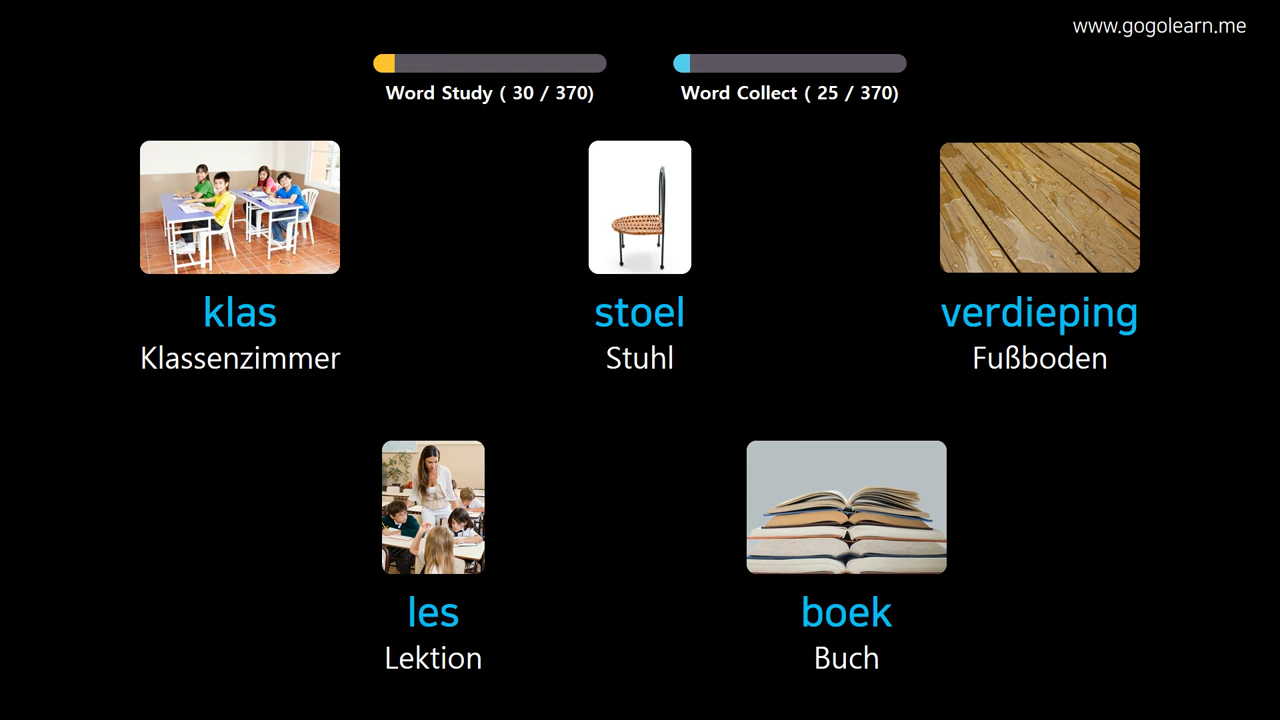 www.gogolearn.me
Word Study ( 30 / 370)
Word Collect ( 25 / 370)
klas
Klassenzimmer
stoel
Stuhl
verdieping
Fußboden
les
Lektion
boek
Buch